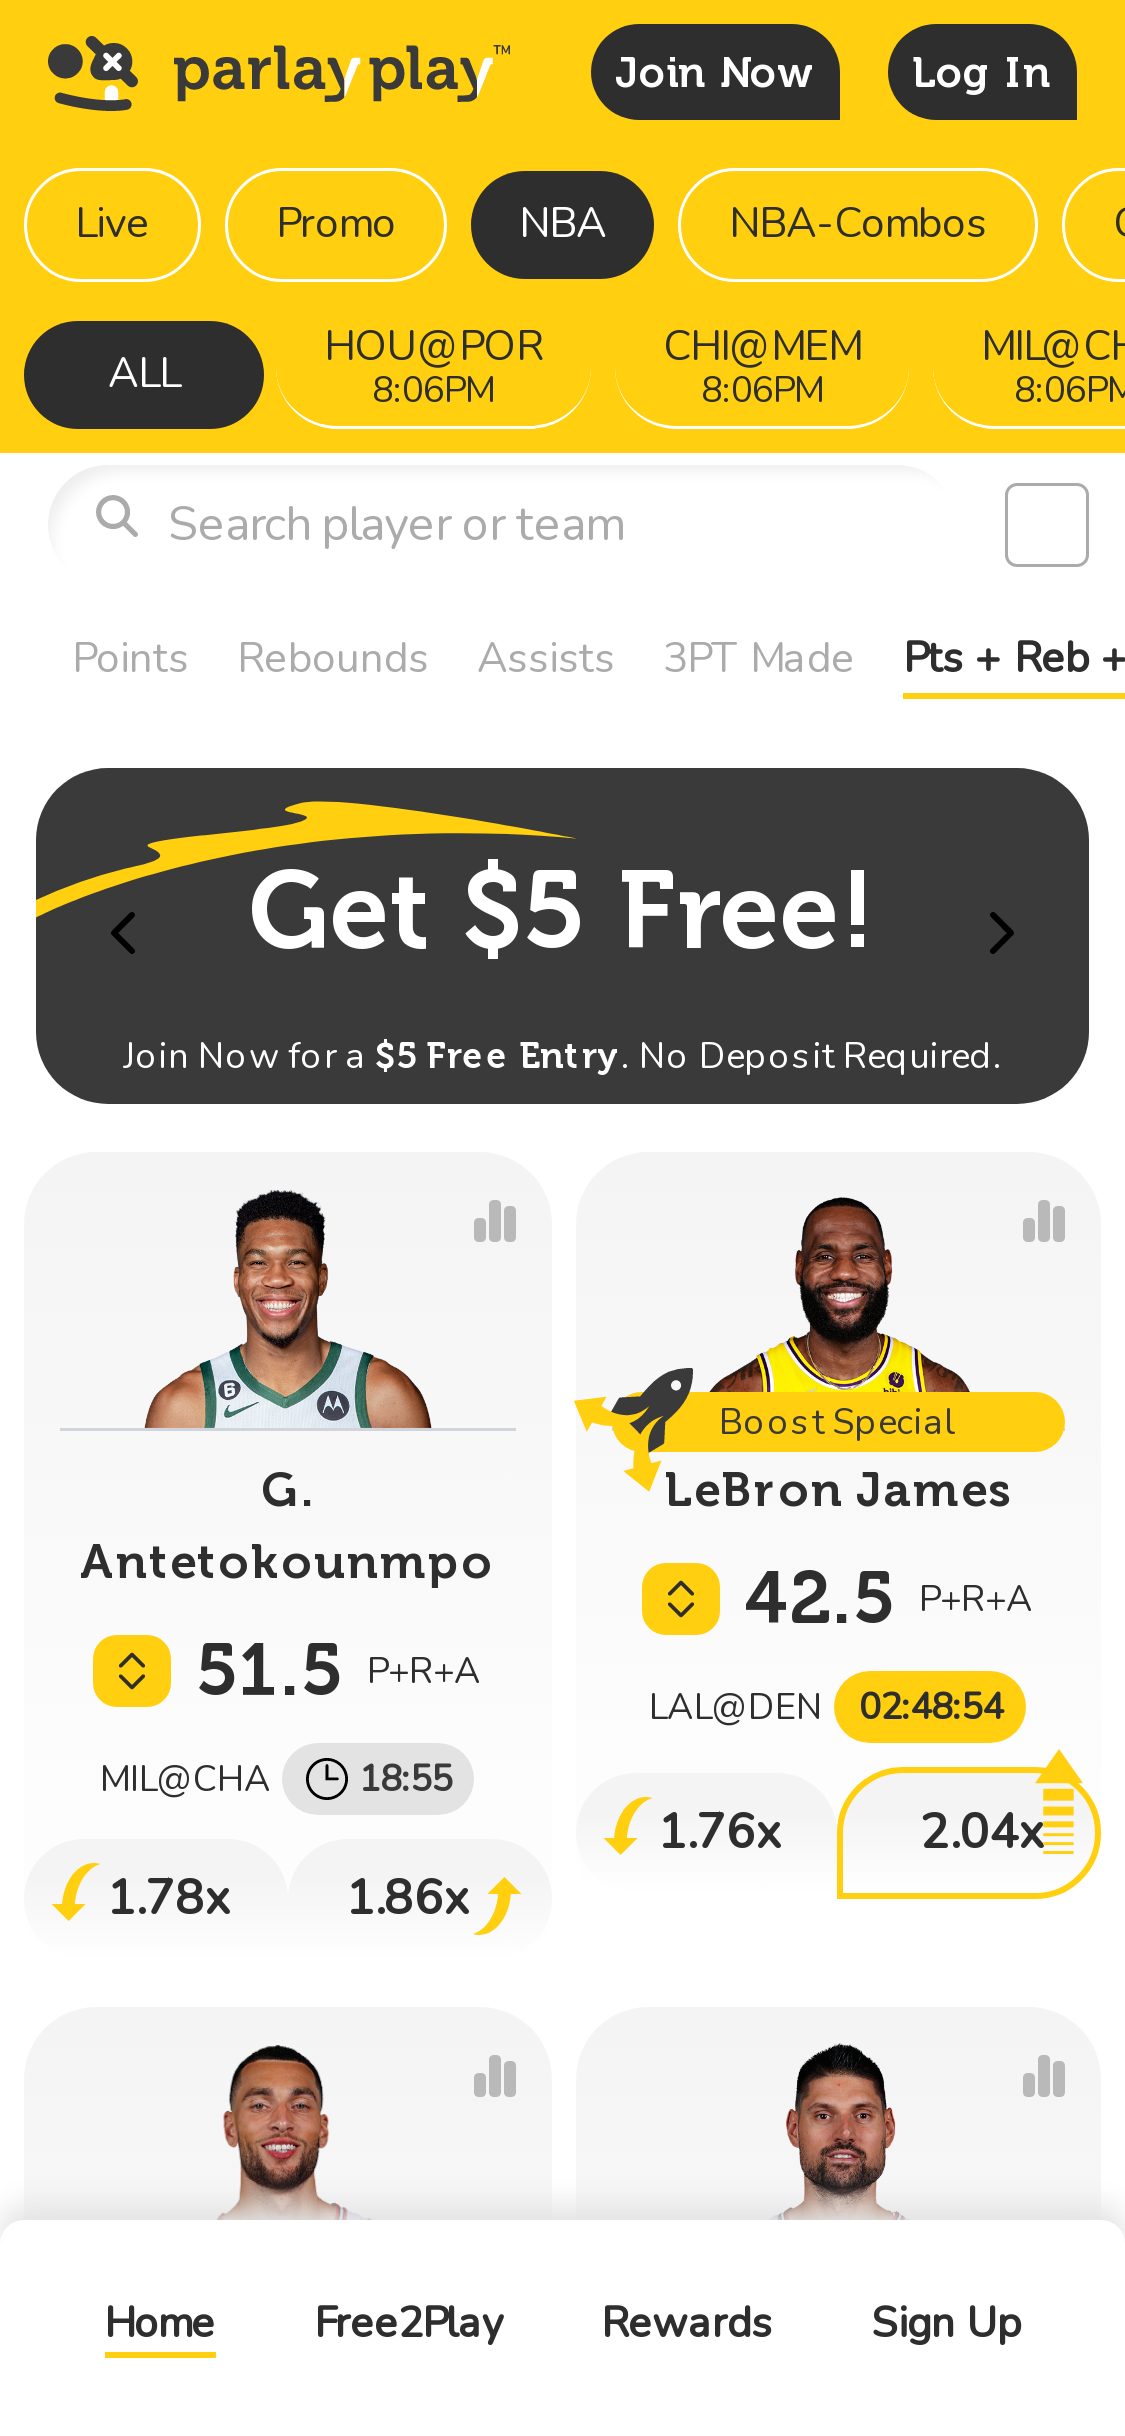 parlay play™
Join Now
Log In
Live
Promo
NBA
NBA-Combos
ALL
HOU@POR
8:06PM
CHI@MEM
8:06PM
MIL@CH
8:06PM
Search player or team
Points
Rebounds
Assists
3PT Made
Pts + Reb +
Get $5 Free!
Join Now for a $5 Free Entry. No Deposit Required.
6
Boost Special
G.
Antetokounmpo
51.5 P+R+A
MIL@CHA 18:55
1.78x
1.86x
LeBron James
42.5 P+R+A
LAL@DEN 02:48:54
1.76x
2.04x
Home
Free2Play
Rewards
Sign Up